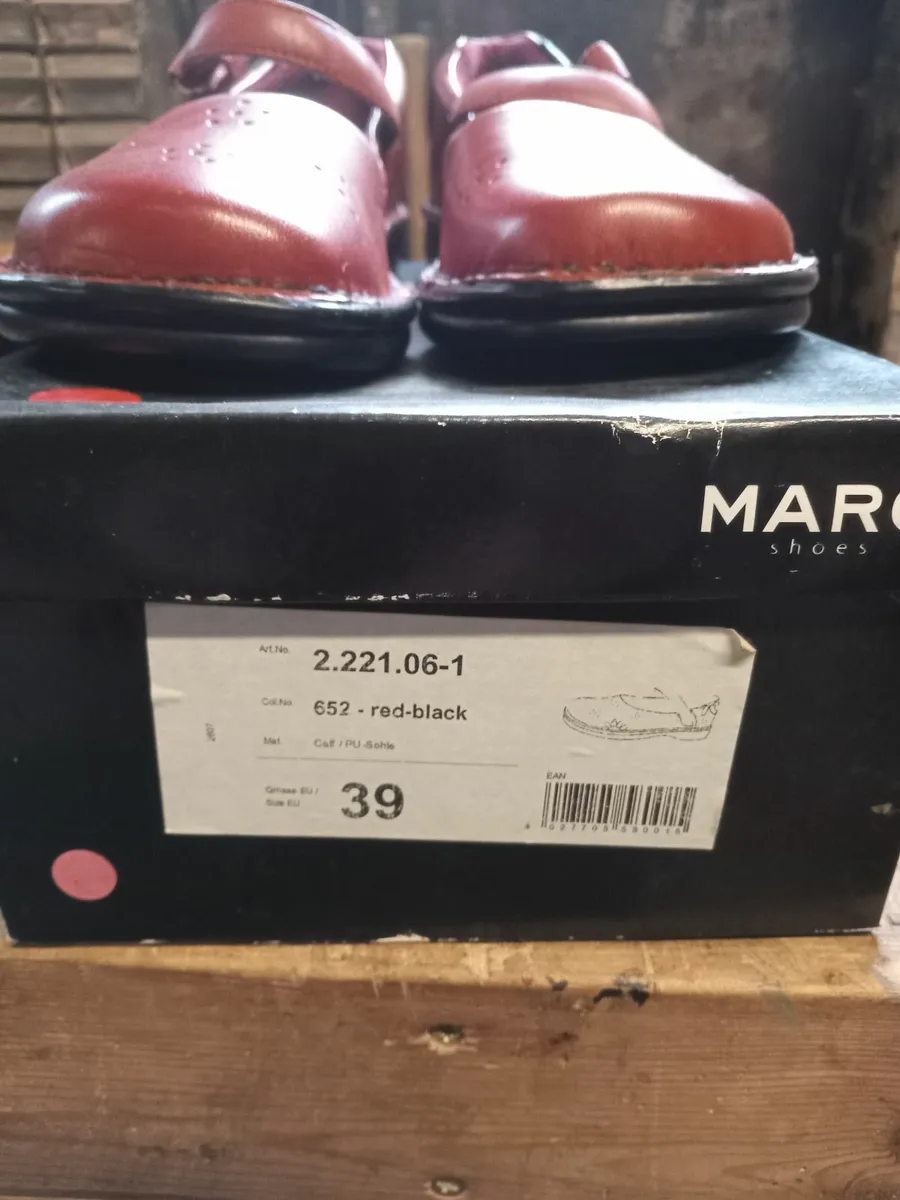 MARC
shoes
Art.No. 2.221.06-1
Col.No. 652 - red-black
Mat. Calf / PU-Sohle
Grösse EU /
Size EU
39
EAN